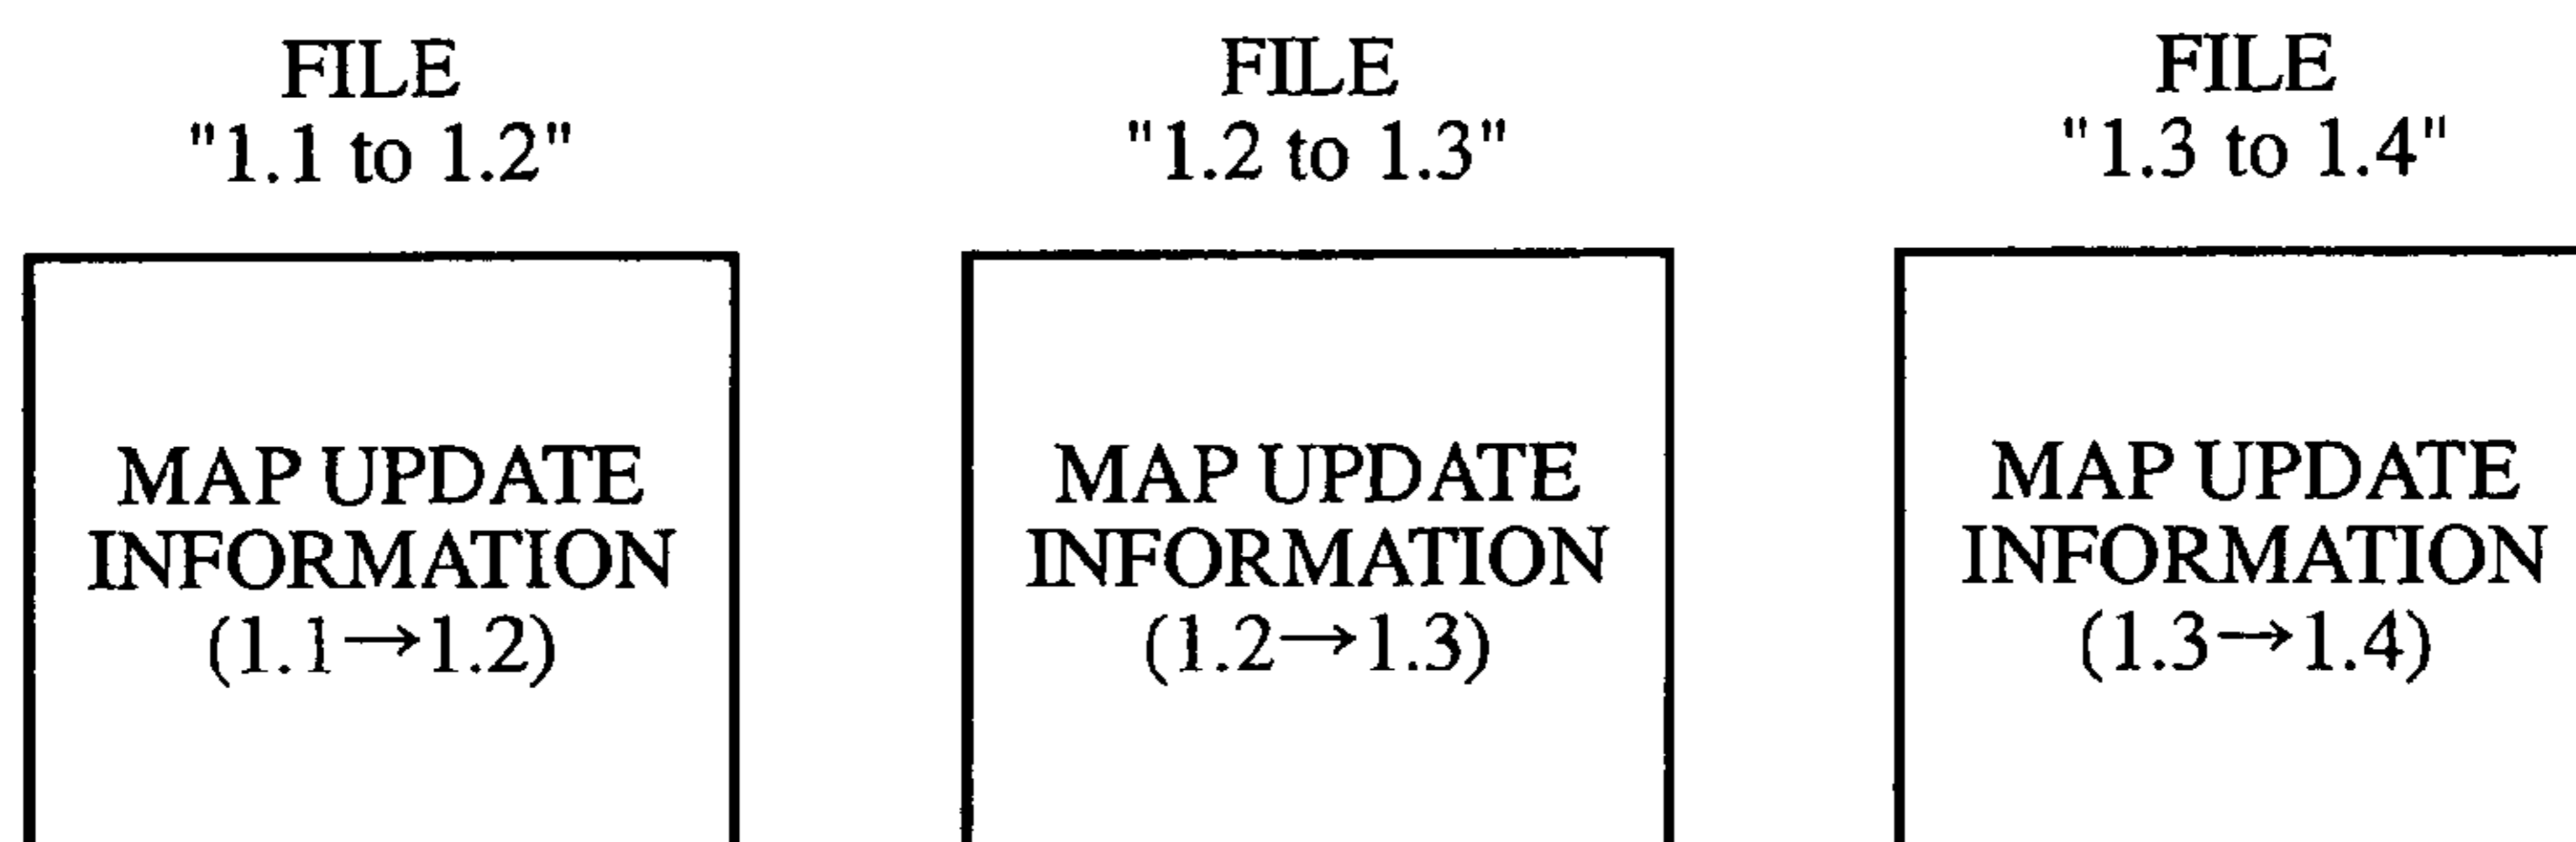 FILE
"1.1 to 1.2"
FILE
"1.2 to 1.3"
FILE
"1.3 to 1.4"
MAP UPDATE
INFORMATION
(1.1→1.2)
MAP UPDATE
INFORMATION
(1.2→1.3)
MAP UPDATE
INFORMATION
(1.3→1.4)